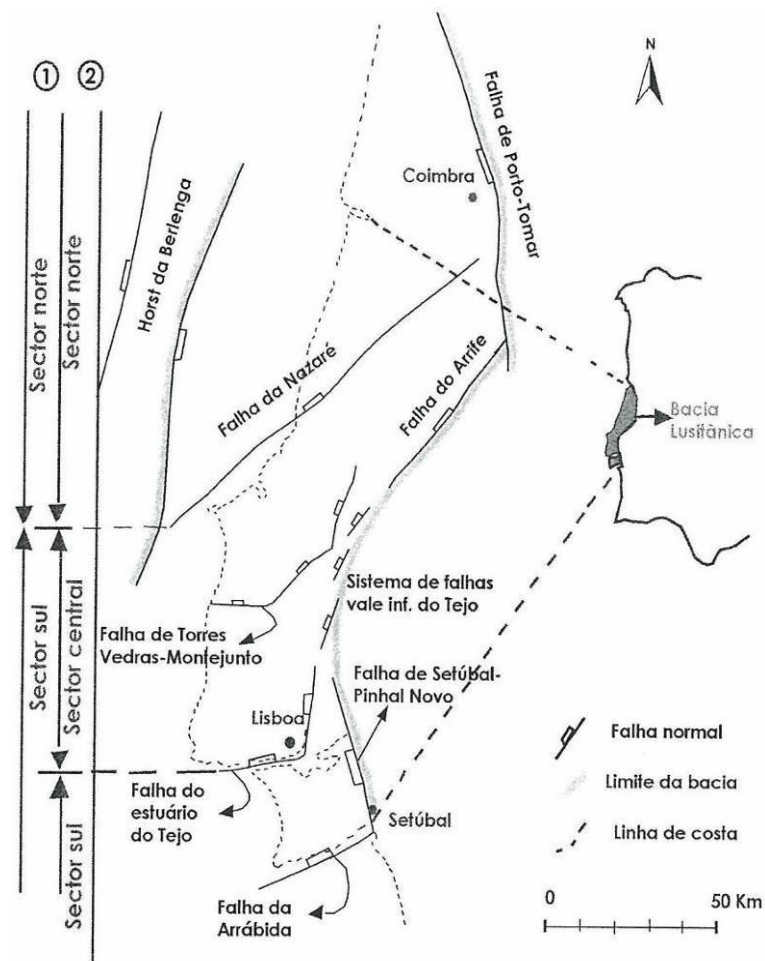 N
① ②
Sector norte
Sector norte
Sector sul
Sector central
Sector sul
Horst da Berlenga
Falha de Porto-Tomar
Coimbra
Falha da Nazaré
Falha do Arrife
Bacia
Lusitânica
Sistema de falhas
vale inf. do Tejo
Falha de Torres
Vedras-Montejunto
Falha de Setúbal-
Pinhal Novo
Lisboa
Falha do
estuário
do Tejo
Setúbal
Falha da
Arrábida
Falha normal
Limite da bacia
Linha de costa
0 50 Km